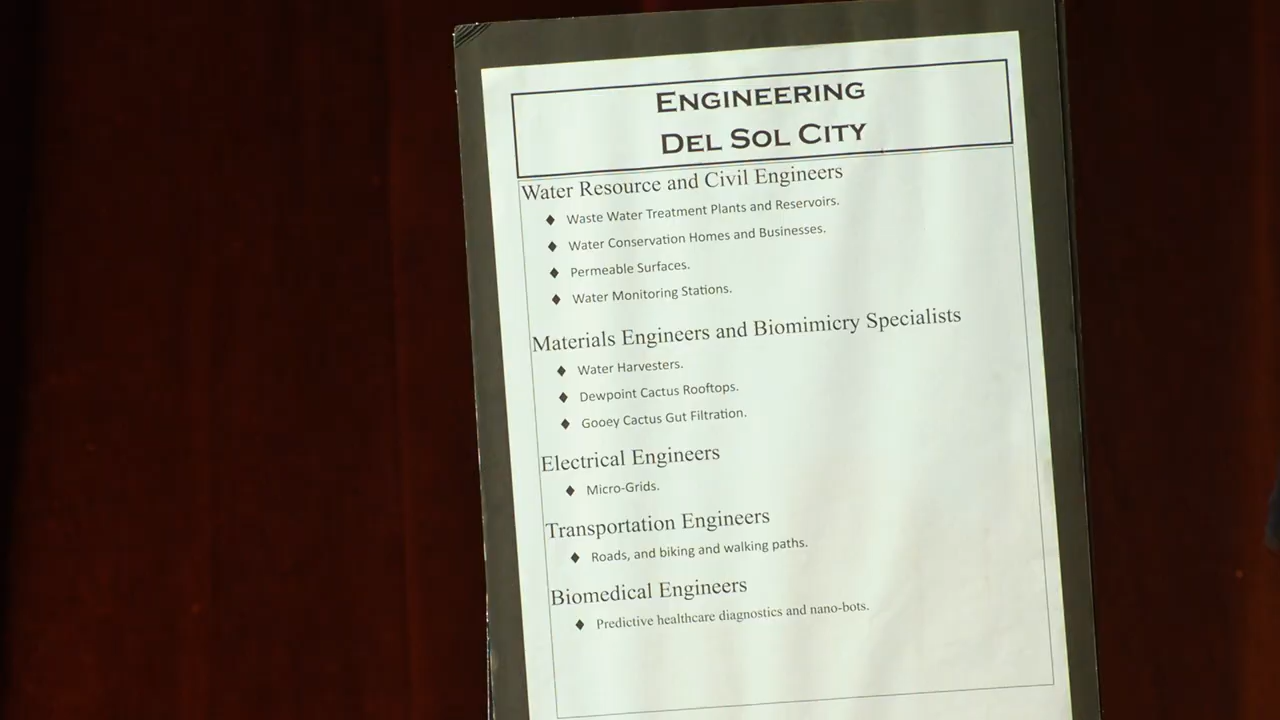 ENGINEERING
DEL SOL CITY
Water Resource and Civil Engineers
♦ Waste Water Treatment Plants and Reservoirs.
♦ Water Conservation Homes and Businesses.
♦ Permeable Surfaces.
♦ Water Monitoring Stations.
Materials Engineers and Biomimicry Specialists
♦ Water Harvesters.
♦ Dewpoint Cactus Rooftops.
♦ Gooey Cactus Gut Filtration.
Electrical Engineers
♦ Micro-Grids.
Transportation Engineers
♦ Roads, and biking and walking paths.
Biomedical Engineers
♦ Predictive healthcare diagnostics and nano-bots.